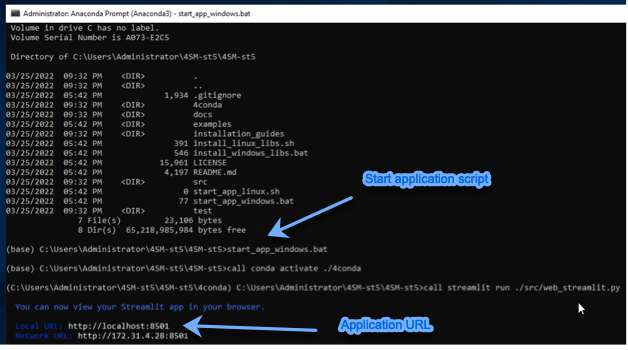 Administrator: Anaconda Prompt (Anaconda3) - start_app_windows.bat
Volume in drive C has no label.
Volume Serial Number is A073-E2C5
Directory of C:\Users\Administrator\4SM-st5\4SM-st5
03/25/2022 09:32 PM <DIR> .
03/25/2022 09:32 PM <DIR> ..
03/25/2022 05:42 PM 1,934 .gitignore
03/25/2022 09:32 PM <DIR> 4conda
03/25/2022 09:32 PM <DIR> docs
03/25/2022 05:42 PM <DIR> examples
03/25/2022 09:32 PM <DIR> installation_guides
03/25/2022 05:42 PM 391 install_linux_libs.sh
03/25/2022 05:42 PM 546 install_windows_libs.bat
03/25/2022 05:42 PM 15,961 LICENSE
03/25/2022 05:42 PM 4,197 README.md
03/25/2022 09:32 PM <DIR> src
03/25/2022 05:42 PM 0 start_app_linux.sh
03/25/2022 05:42 PM 77 start_app_windows.bat
03/25/2022 09:32 PM <DIR> test
7 File(s) 23,106 bytes
8 Dir(s) 65,218,985,984 bytes free
Start application script
(base) C:\Users\Administrator\4SM-st5\4SM-st5>start_app_windows.bat
(base) C:\Users\Administrator\4SM-st5\4SM-st5>call conda activate ./4conda
(C:\Users\Administrator\4SM-st5\4SM-st5\4conda) C:\Users\Administrator\4SM-st5\4SM-st5>call streamlit run ./src/web_streamlit.py
You can now view your Streamlit app in your browser.
Local URL: http://localhost:8501
Network URL: http://172.31.4.28:8501
Application URL